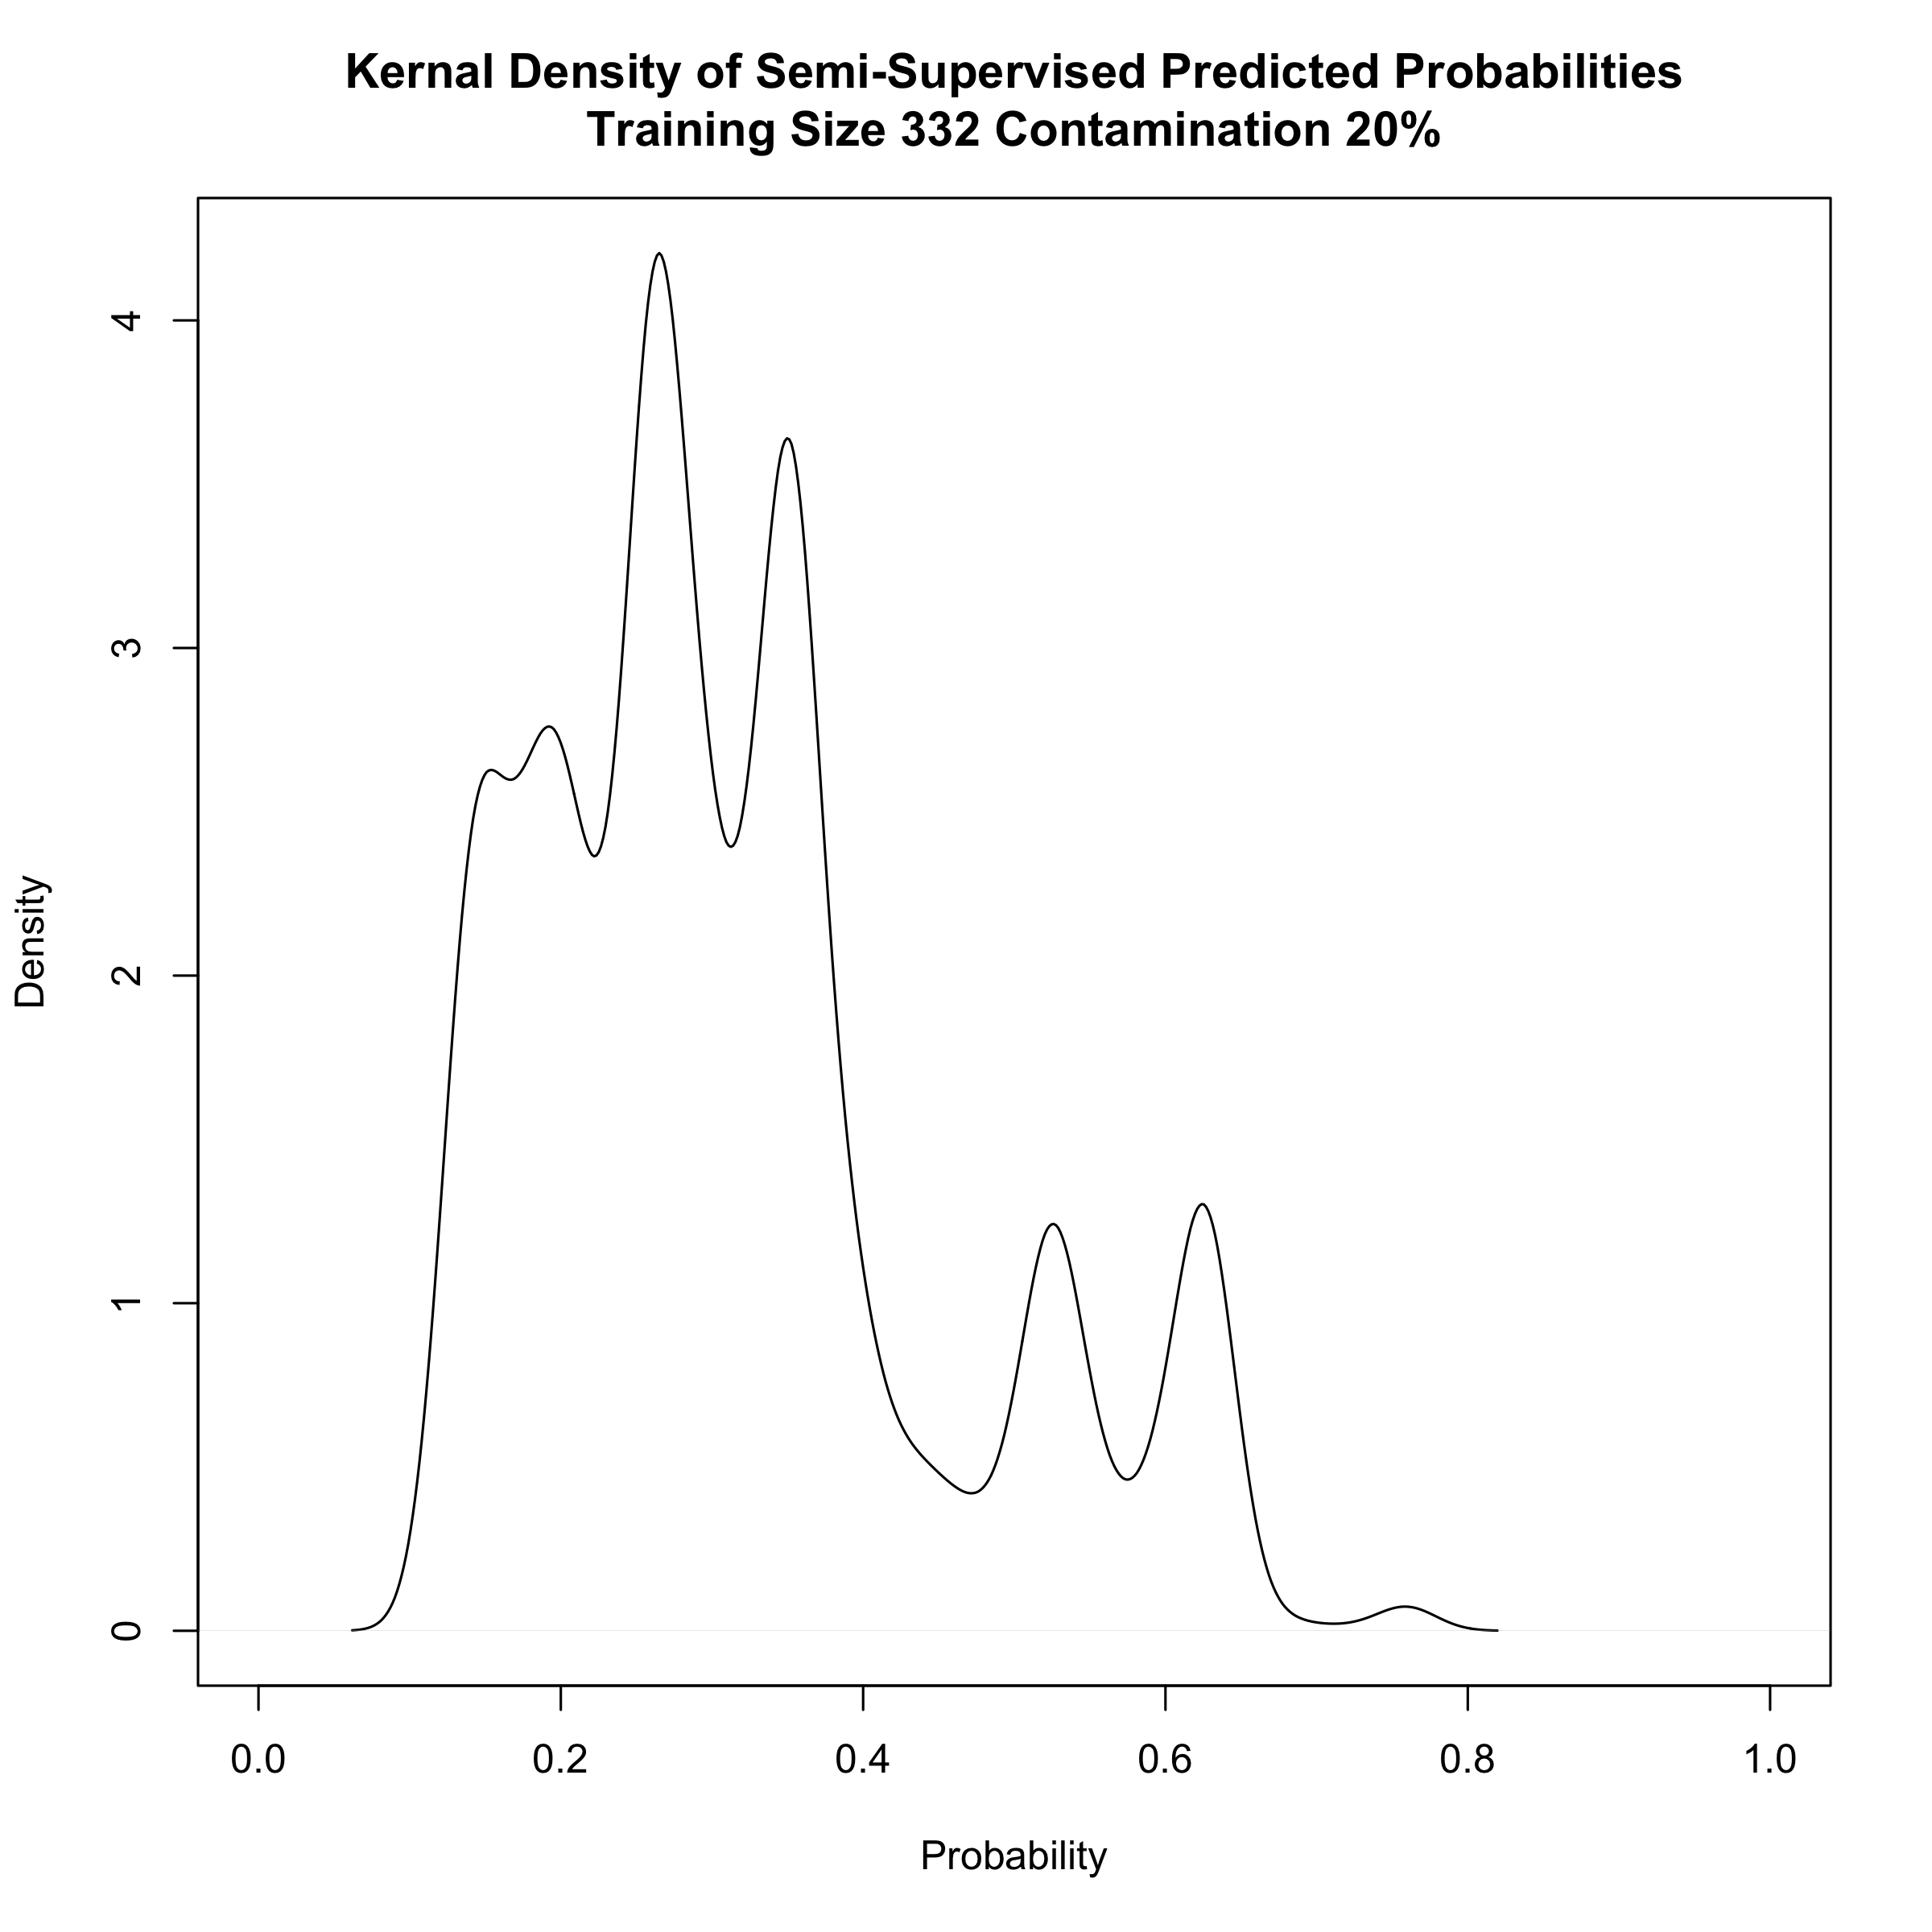 Kernal Density of Semi-Supervised Predicted Probabilities
Training Size 332 Contamination 20%
4
3
2
1
0
Density
0.0 0.2 0.4 0.6 0.8 1.0
Probability